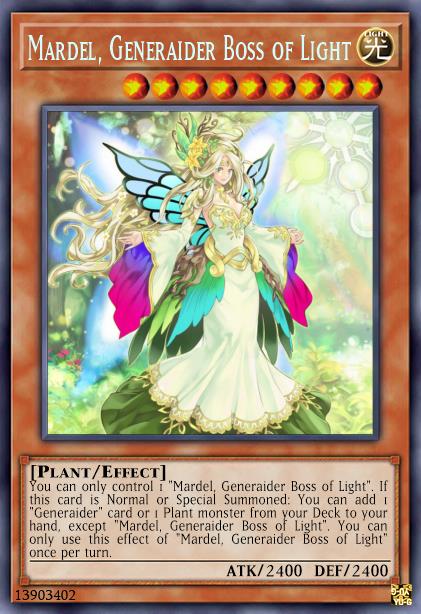 MARDEL, GENERAIDER BOSS OF LIGHT
LIGHT
光
[PLANT/EFFECT]
You can only control 1 "Mardel, Generaider Boss of Light". If
this card is Normal or Special Summoned: You can add 1
"Generaider" card or 1 Plant monster from your Deck to your
hand, except "Mardel, Generaider Boss of Light". You can
only use this effect of "Mardel, Generaider Boss of Light"
once per turn.
ATK/2400 DEF/2400
13903402